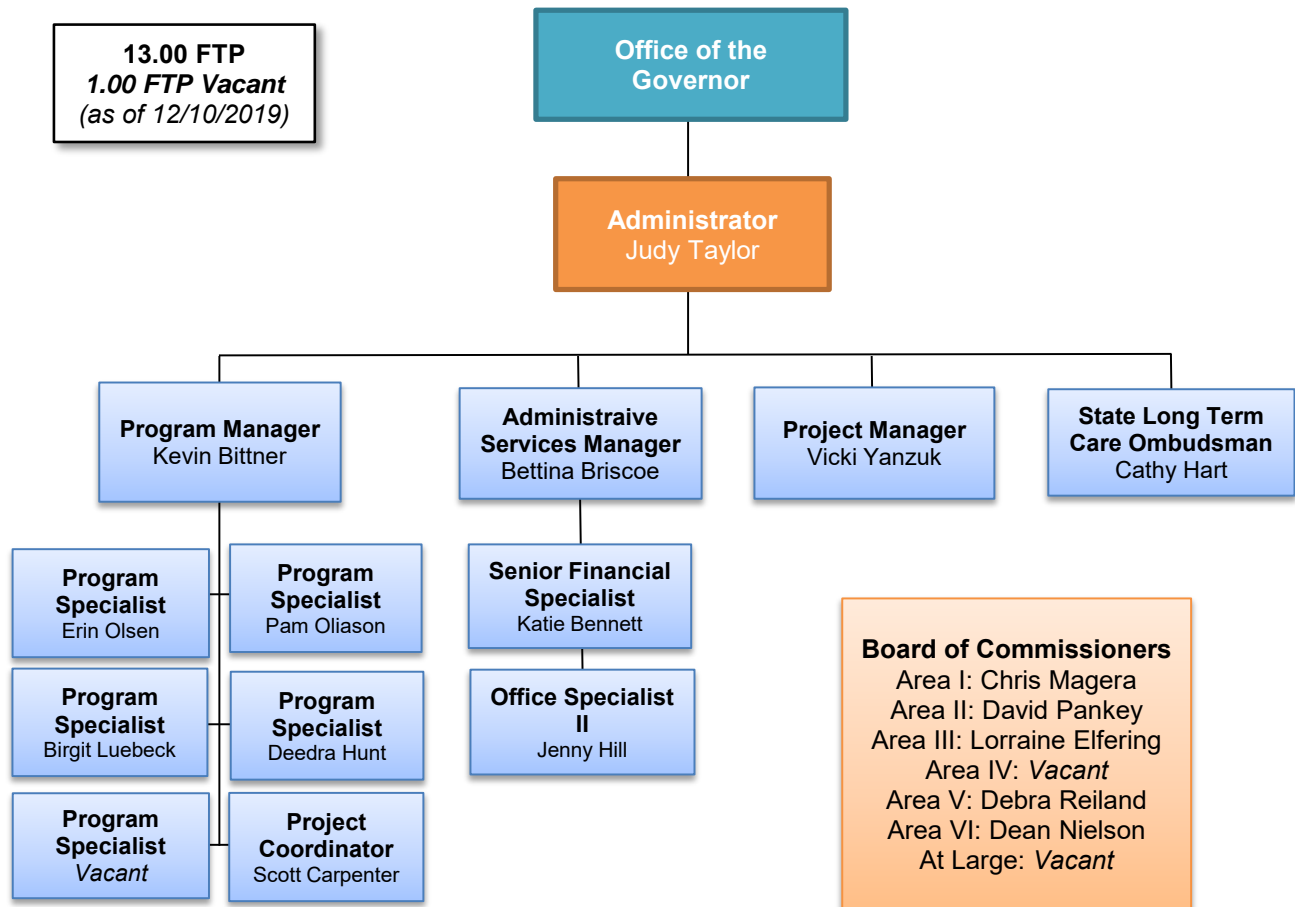 13.00 FTP
1.00 FTP Vacant
(as of 12/10/2019)
Office of the
Governor
Administrator
Judy Taylor
Program Manager
Kevin Bittner
Administraive
Services Manager
Bettina Briscoe
Project Manager
Vicki Yanzuk
State Long Term
Care Ombudsman
Cathy Hart
Program
Specialist
Erin Olsen
Program
Specialist
Pam Oliason
Senior Financial
Specialist
Katie Bennett
Program
Specialist
Birgit Luebeck
Program
Specialist
Deedra Hunt
Office Specialist
II
Jenny Hill
Program
Specialist
Vacant
Project
Coordinator
Scott Carpenter
Board of Commissioners
Area I: Chris Magera
Area II: David Pankey
Area III: Lorraine Elfering
Area IV: Vacant
Area V: Debra Reiland
Area VI: Dean Nielson
At Large: Vacant